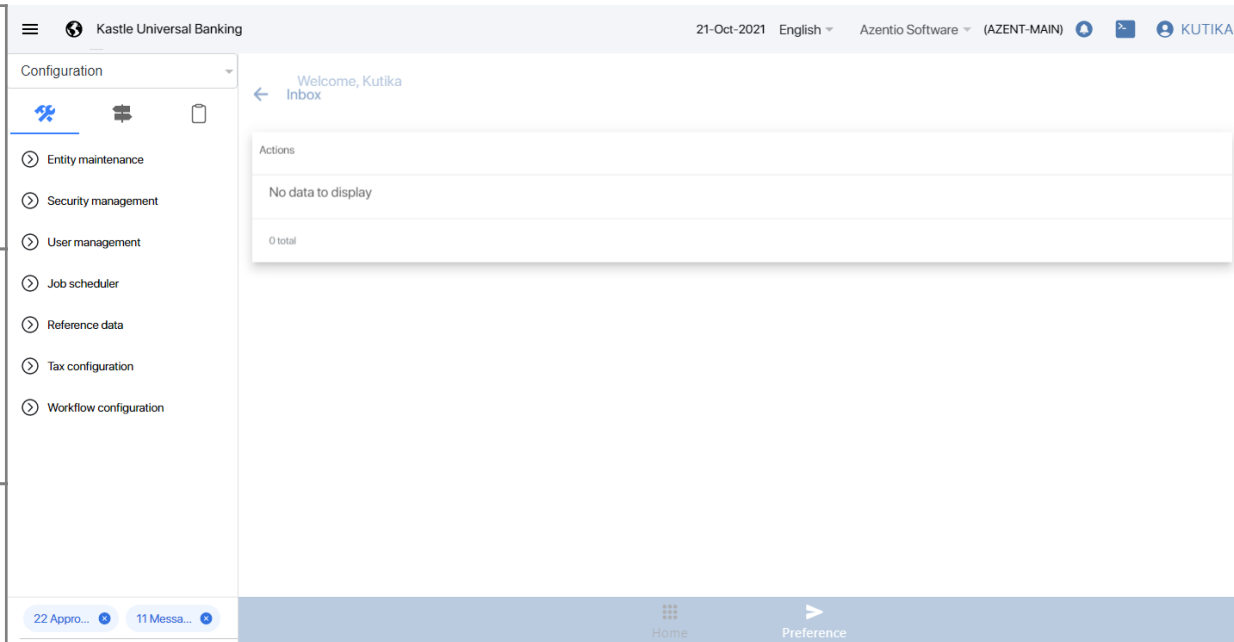 Kastle Universal Banking
21-Oct-2021 English Azentio Software (AZENT-MAIN) KUTIKA
Configuration
Welcome, Kutika
Inbox
Entity maintenance
Security management
User management
Job scheduler
Reference data
Tax configuration
Workflow configuration
Actions
No data to display
0 total
22 Appro... 11 Messa...
Home Preference